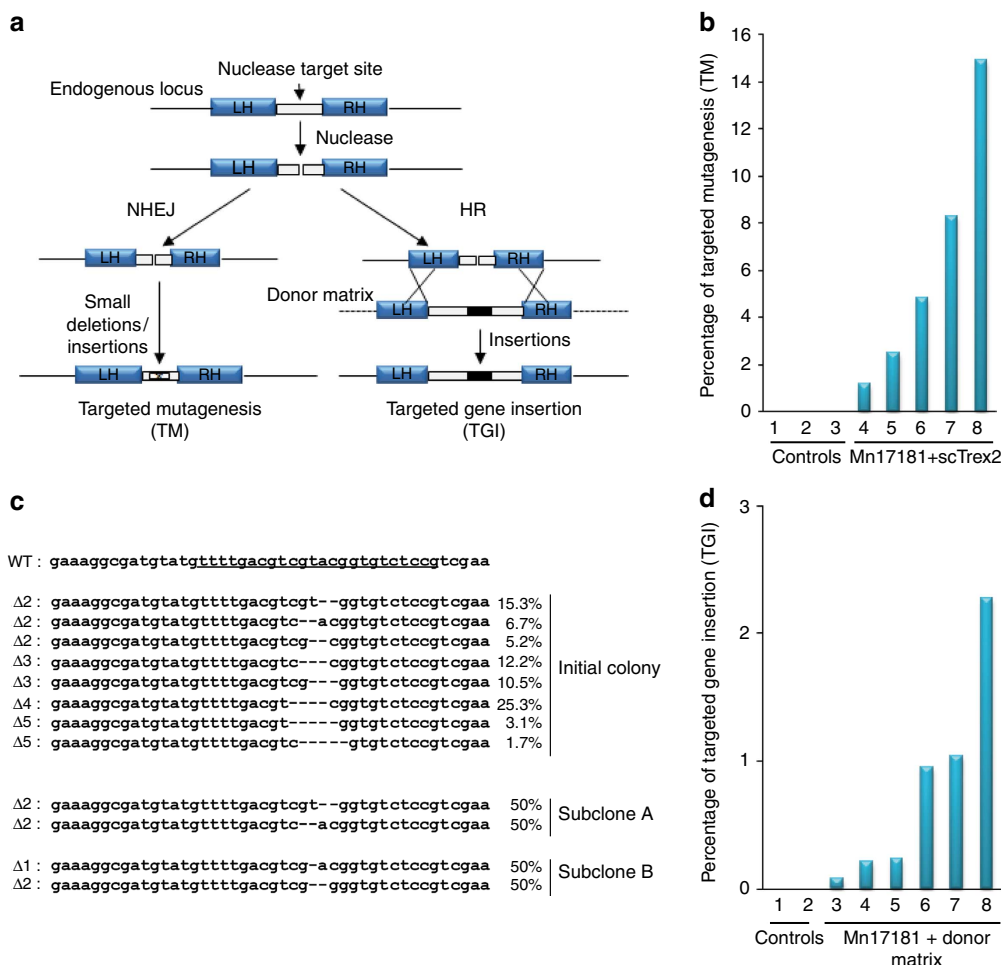 a
Nuclease target site
Endogenous locus
LH
RH
Nuclease
LH
RH
NHEJ
HR
LH
RH
LH
RH
Donor matrix
LH
RH
Small
deletions/
insertions
Insertions
LH
RH
LH
RH
Targeted mutagenesis
(TM)
Targeted gene insertion
(TGI)
b
Percentage of targeted mutagenesis (TM)
16
14
12
10
8
6
4
2
0
1 2 3 4 5 6 7 8
Controls Mn17181+scTrex2
c
WT : gaaaggcgatgtatgttttgacgtcgtacggtgtctccgtcgaa
Δ2 : gaaaggcgatgtatgttttgacgtcgt--ggtgtctccgtcgaa 15.3%
Δ2 : gaaaggcgatgtatgttttgacgtc--acggtgtctccgtcgaa 6.7%
Δ2 : gaaaggcgatgtatgttttgacgtcg--cggtgtctccgtcgaa 5.2%
Δ3 : gaaaggcgatgtatgttttgacgtc---cggtgtctccgtcgaa 12.2%
Δ3 : gaaaggcgatgtatgttttgacgtcg---ggtgtctccgtcgaa 10.5%
Δ4 : gaaaggcgatgtatgttttgacgt----cggtgtctccgtcgaa 25.3%
Δ5 : gaaaggcgatgtatgttttgacgt-----ggtgtctccgtcgaa 3.1%
Δ5 : gaaaggcgatgtatgttttgacgtc-----gtgtctccgtcgaa 1.7%
Initial colony
Δ2 : gaaaggcgatgtatgttttgacgtcgt--ggtgtctccgtcgaa 50%
Δ2 : gaaaggcgatgtatgttttgacgtc--acggtgtctccgtcgaa 50%
Subclone A
Δ1 : gaaaggcgatgtatgttttgacgtcg-acggtgtctccgtcgaa 50%
Δ2 : gaaaggcgatgtatgttttgacgtcg--gggtgtctccgtcgaa 50%
Subclone B
d
Percentage of targeted gene insertion (TGI)
3
2
1
0
1 2 3 4 5 6 7 8
Controls Mn17181 + donor
matrix